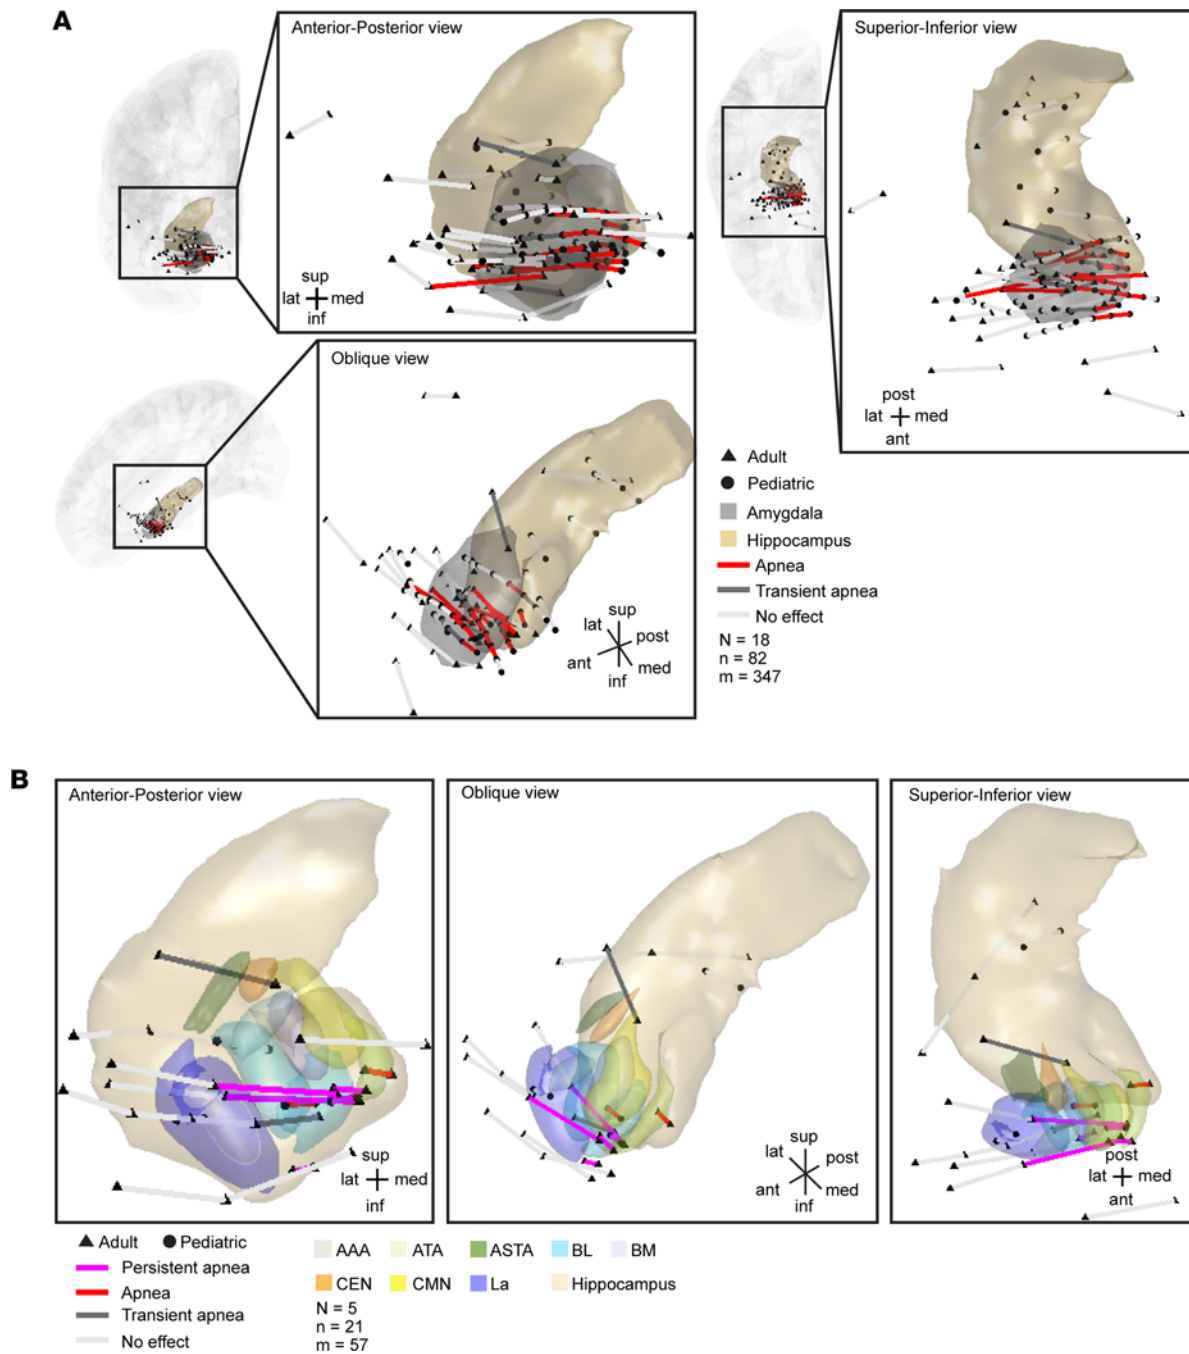 A
Anterior-Posterior view
sup
lat med
inf
Superior-Inferior view
post
lat med
ant
Oblique view
sup
lat
post
ant
med
inf
Adult
Pediatric
Amygdala
Hippocampus
Apnea
Transient apnea
No effect
N = 18
n = 82
m = 347
B
Anterior-Posterior view
sup
lat med
inf
Oblique view
sup
lat post
ant med
inf
Superior-Inferior view
post
lat med
ant
Adult Pediatric
Persistent apnea
Apnea
Transient apnea
No effect
AAA ATA ASTA BL BM
CEN CMN La Hippocampus
N = 5
n = 21
m = 57